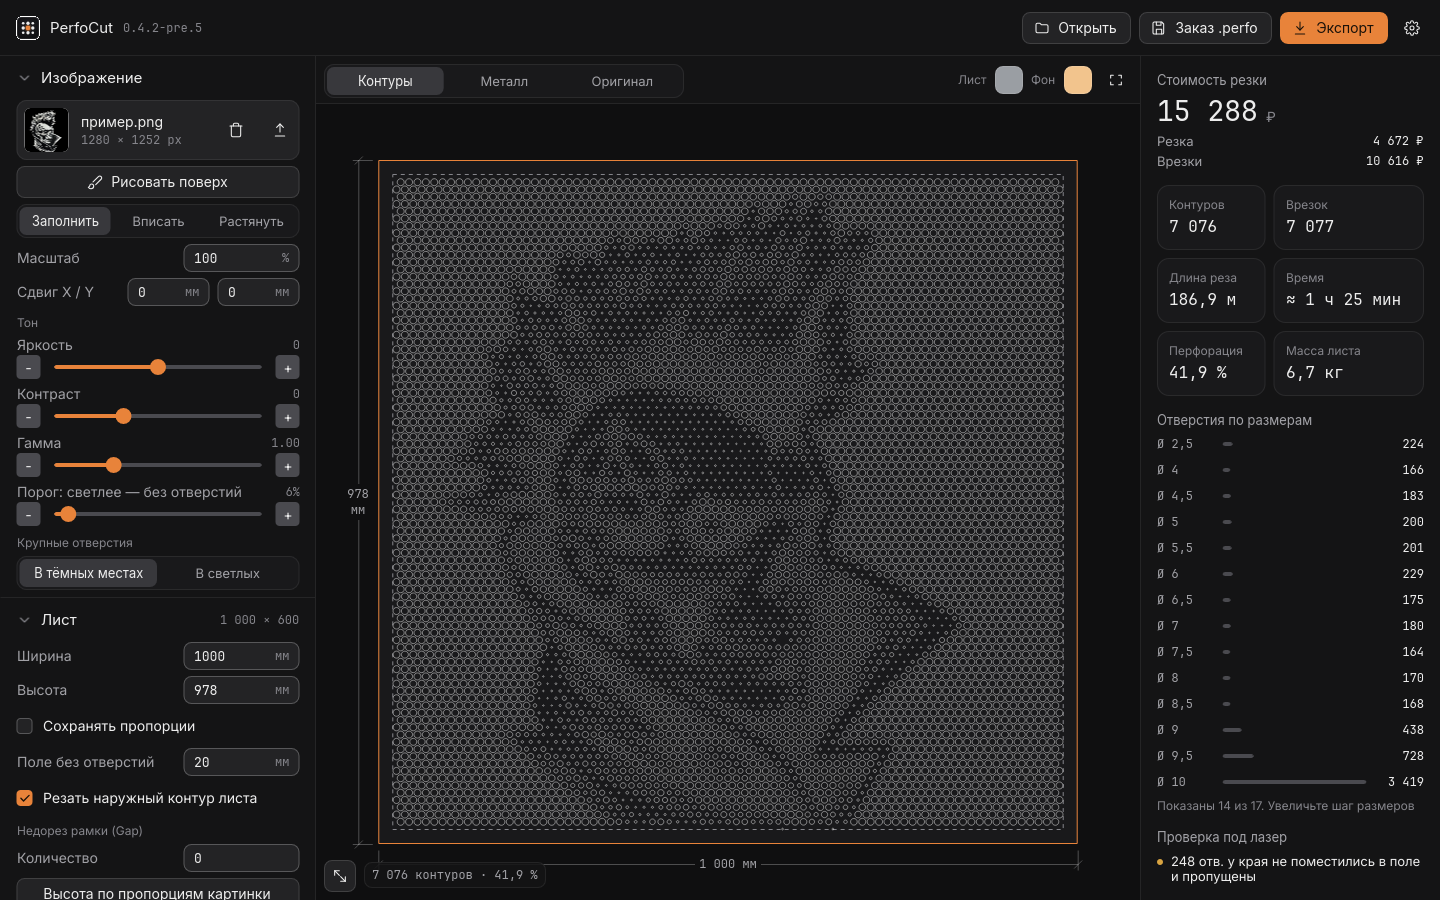 PerfoCut 0.4.2-pre.5
Открыть
Заказ .perfo
Экспорт
Изображение
пример.png
1280 × 1252 px
Рисовать поверх
Заполнить Вписать Растянуть
Масштаб 100 %
Сдвиг X / Y 0 мм 0 мм
Тон
Яркость 0
- +
Контраст 0
- +
Гамма 1.00
- +
Порог: светлее — без отверстий 6%
- +
Крупные отверстия
В тёмных местах В светлых
Лист 1 000 × 600
Ширина 1000 мм
Высота 978 мм
Сохранять пропорции
Поле без отверстий 20 мм
Резать наружный контур листа
Недорез рамки (Gap)
Количество 0
Высота по пропорциям картинки
Контуры Металл Оригинал
Лист Фон
978
мм
1 000 мм
7 076 контуров · 41,9 %
Стоимость резки
15 288 ₽
Резка 4 672 ₽
Врезки 10 616 ₽
Контуров
7 076
Врезок
7 077
Длина реза
186,9 м
Время
≈ 1 ч 25 мин
Перфорация
41,9 %
Масса листа
6,7 кг
Отверстия по размерам
Ø 2,5 224
Ø 4 166
Ø 4,5 183
Ø 5 200
Ø 5,5 201
Ø 6 229
Ø 6,5 175
Ø 7 180
Ø 7,5 164
Ø 8 170
Ø 8,5 168
Ø 9 438
Ø 9,5 728
Ø 10 3 419
Показаны 14 из 17. Увеличьте шаг размеров
Проверка под лазер
248 отв. у края не поместились в поле
и пропущены